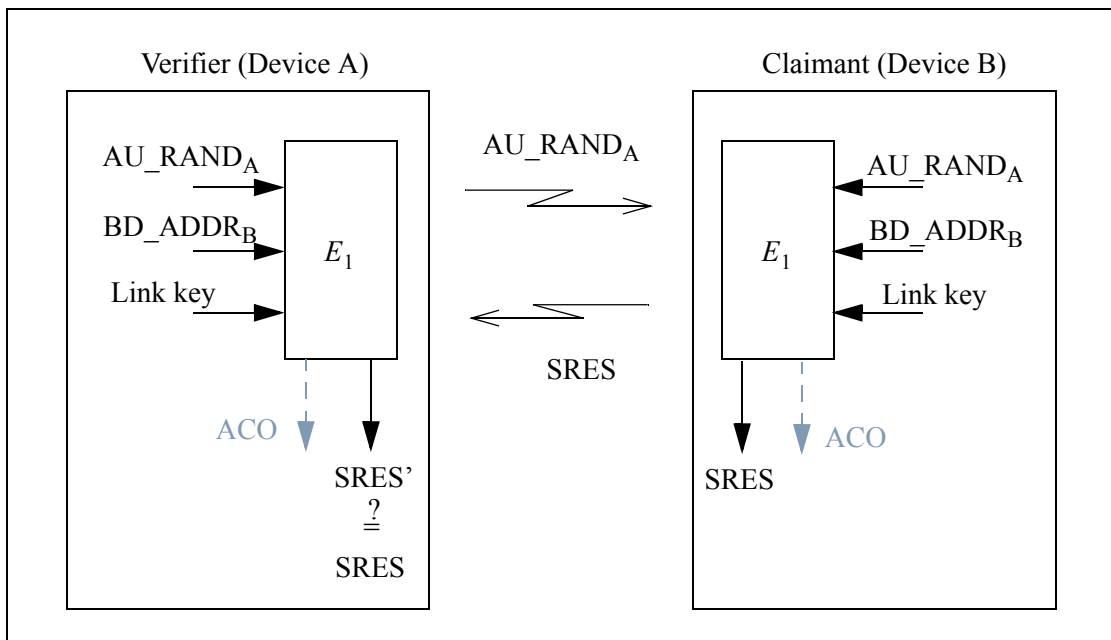 Verifier (Device A)
Claimant (Device B)
AU_RANDA
BD_ADDRB
Link key
E1
ACO
SRES’
?
=
SRES
AU_RANDA
SRES
E1
AU_RANDA
BD_ADDRB
Link key
SRES
ACO